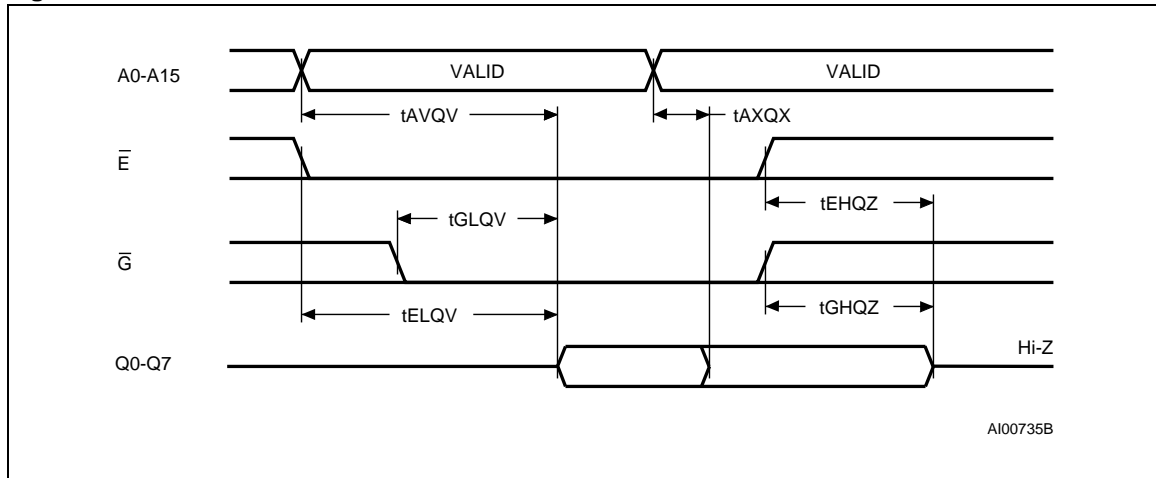 A0-A15
VALID
VALID
tAVQV
tAXQX
E̅
tEHQZ
tGLQV
G̅
tGHQZ
tELQV
Q0-Q7
Hi-Z
AI00735B